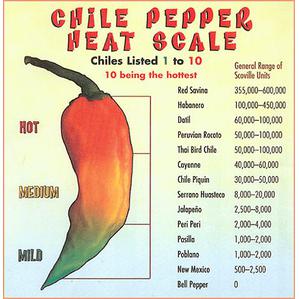 CHILE PEPPER
HEAT SCALE
Chiles Listed 1 to 10
10 being the hottest
General Range of
Scoville Units
Red Savina 355,000–600,000
Habanero 100,000–450,000
Datil 60,000–100,000
Peruvian Rocoto 50,000–100,000
Thai Bird Chile 50,000–100,000
Cayenne 40,000–60,000
Chile Piquin 30,000–50,000
Serrano Huasteco 8,000–20,000
Jalapeño 2,500–8,000
Peri Peri 2,000–4,000
Pasilla 1,000–2,000
Poblano 1,000–2,000
New Mexico 500–2,500
Bell Pepper 0
HOT
MEDIUM
MILD